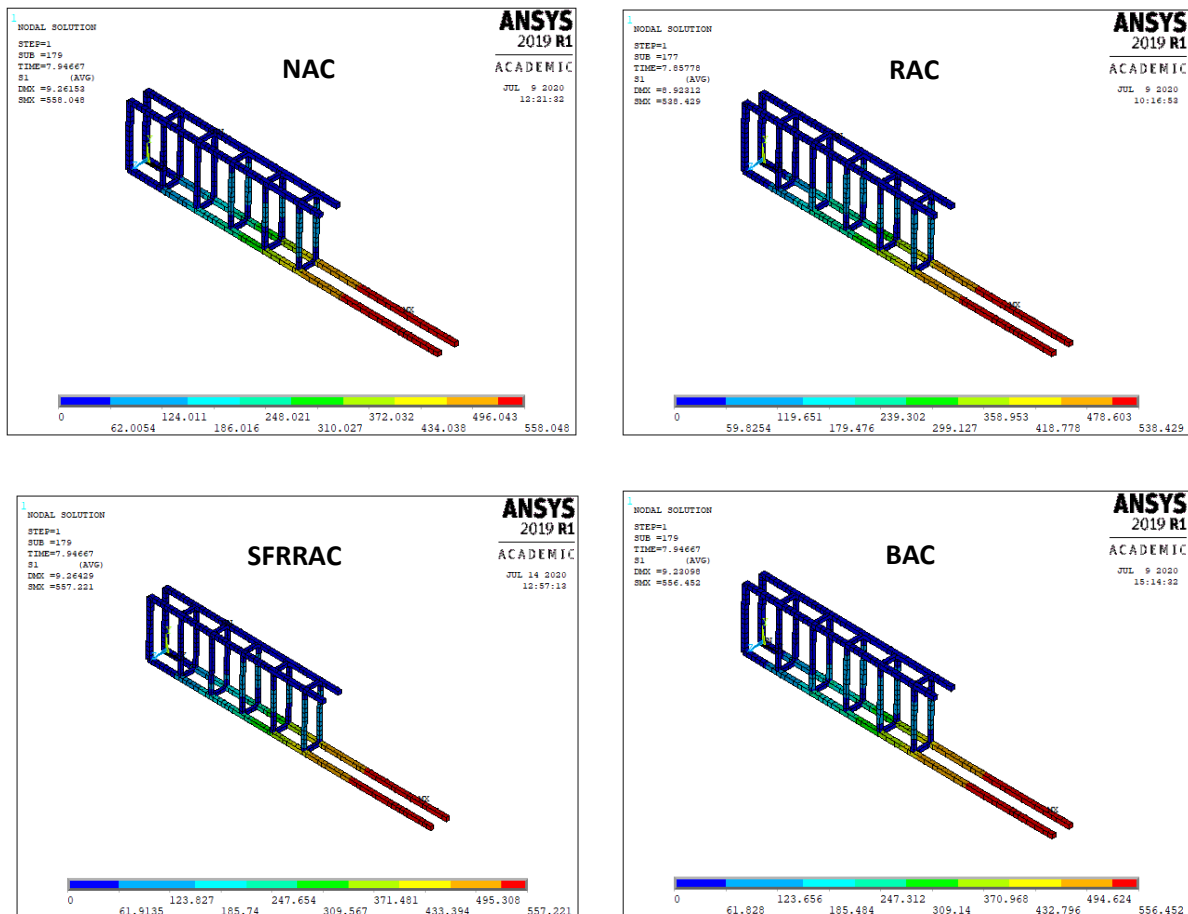 1
NODAL SOLUTION
STEP=1
SUB =179
TIME=7.94667
S1 (AVG)
DMX =9.26153
SMX =558.048
NAC
ANSYS
2019 R1
ACADEMIC
JUL 9 2020
12:21:32
MX
0 124.011 248.021 372.032 496.043
62.0054 186.016 310.027 434.038 558.048
1
NODAL SOLUTION
STEP=1
SUB =177
TIME=7.85778
S1 (AVG)
DMX =8.92312
SMX =538.429
RAC
ANSYS
2019 R1
ACADEMIC
JUL 9 2020
10:16:53
MX
0 119.651 239.302 358.953 478.603
59.8254 179.476 299.127 418.778 538.429
1
NODAL SOLUTION
STEP=1
SUB =179
TIME=7.94667
S1 (AVG)
DMX =9.26429
SMX =557.221
SFRRAC
ANSYS
2019 R1
ACADEMIC
JUL 14 2020
12:57:13
MX
0 123.827 247.654 371.481 495.308
61.9135 185.74 309.567 433.394 557.221
1
NODAL SOLUTION
STEP=1
SUB =179
TIME=7.94667
S1 (AVG)
DMX =9.23098
SMX =556.452
BAC
ANSYS
2019 R1
ACADEMIC
JUL 9 2020
15:14:32
MX
0 123.656 247.312 370.968 494.624
61.828 185.484 309.14 432.796 556.452